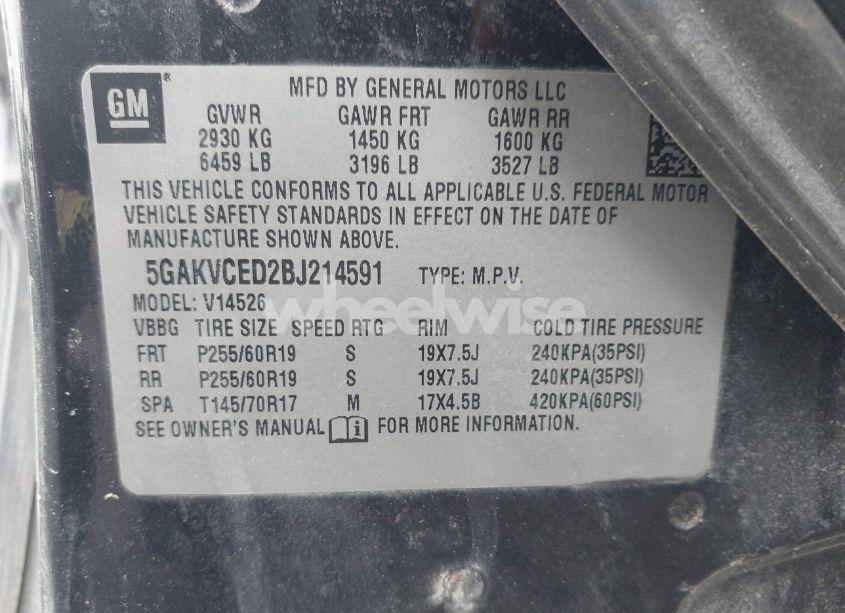 GM®
MFD BY GENERAL MOTORS LLC
GVWR GAWR FRT GAWR RR
2930 KG 1450 KG 1600 KG
6459 LB 3196 LB 3527 LB
THIS VEHICLE CONFORMS TO ALL APPLICABLE U.S. FEDERAL MOTOR
VEHICLE SAFETY STANDARDS IN EFFECT ON THE DATE OF
MANUFACTURE SHOWN ABOVE.
5GAKVCED2BJ214591 TYPE: M.P.V.
MODEL: V14526
wheelwise
VBBG TIRE SIZE SPEED RTG RIM COLD TIRE PRESSURE
FRT P255/60R19 S 19X7.5J 240KPA(35PSI)
RR P255/60R19 S 19X7.5J 240KPA(35PSI)
SPA T145/70R17 M 17X4.5B 420KPA(60PSI)
SEE OWNER'S MANUAL i FOR MORE INFORMATION.